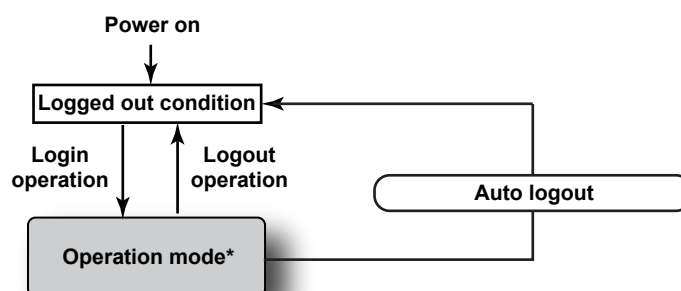 Power on
Logged out condition
Login
operation
Logout
operation
Auto logout
Operation mode*